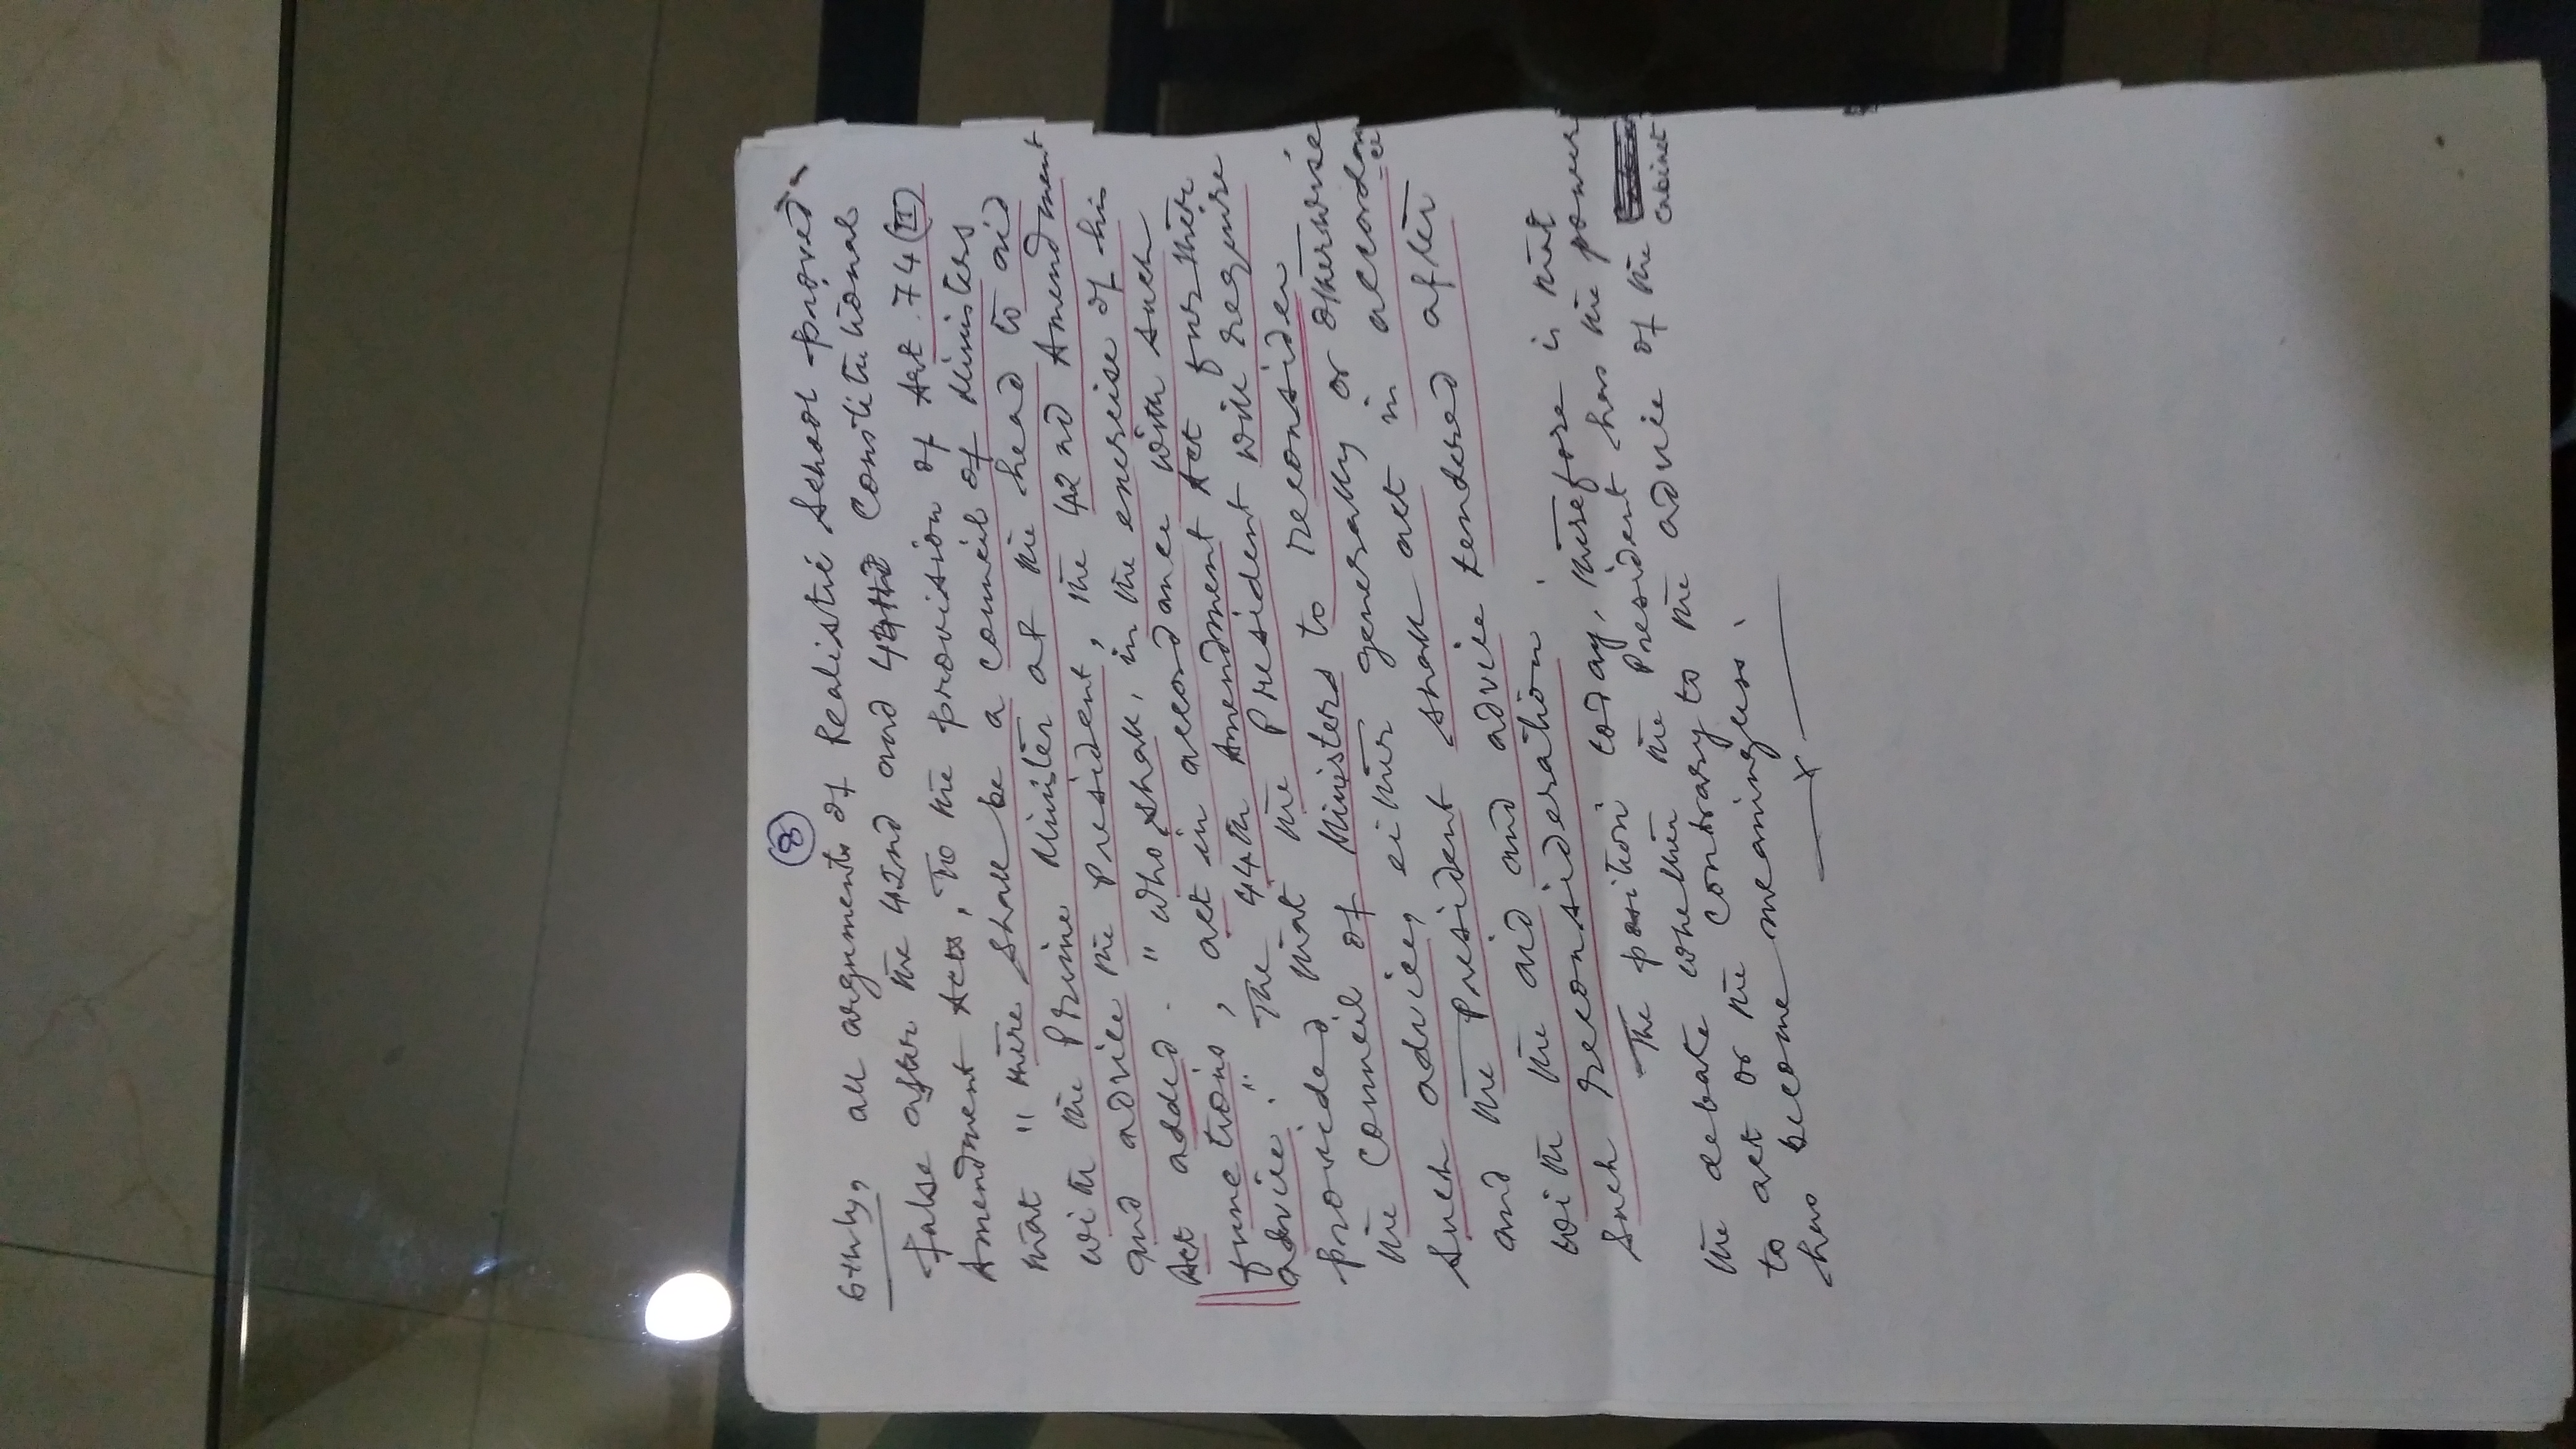 8
6thly, all arguments of Realistic School proved
false after the 42nd and 44th Constitutional
Amendment Acts, To the provision of Art. 74(II)
that "there shall be a council of Ministers
with the Prime Minister at the head to aid
and advice the President, the 42nd Amendment
Act added. "who shall, in the exercise of his
functions, act in accordance with such
advice." The 44th Amendment Act further
provided that the President will require
the Council of Ministers to reconsider
such advice, either generally or otherwise
and the President shall act in accordance
with the and and advice tendered after
such reconsideration.
The position today, therefore is that
the debate whether the President has the power
to act or the contrary to the advice of the Cabinet
has become meaningless.